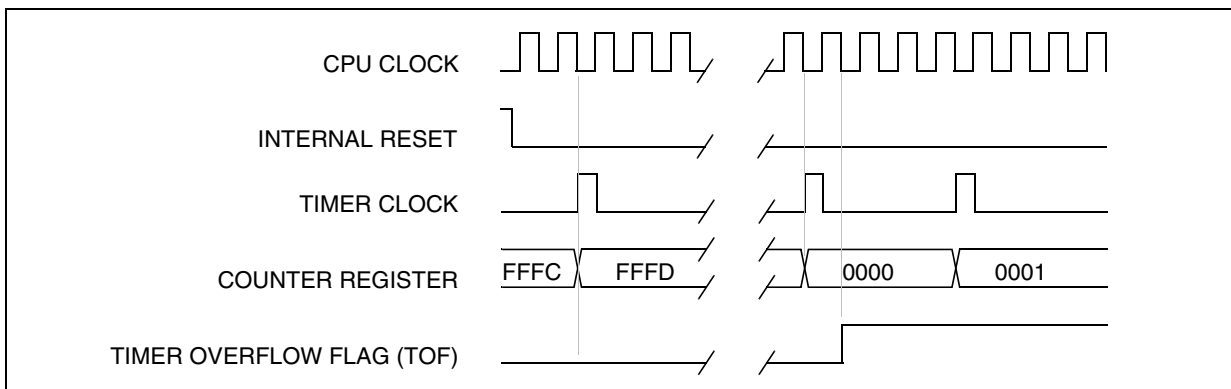 CPU CLOCK
INTERNAL RESET
TIMER CLOCK
COUNTER REGISTER
FFFC FFFD 0000 0001
TIMER OVERFLOW FLAG (TOF)